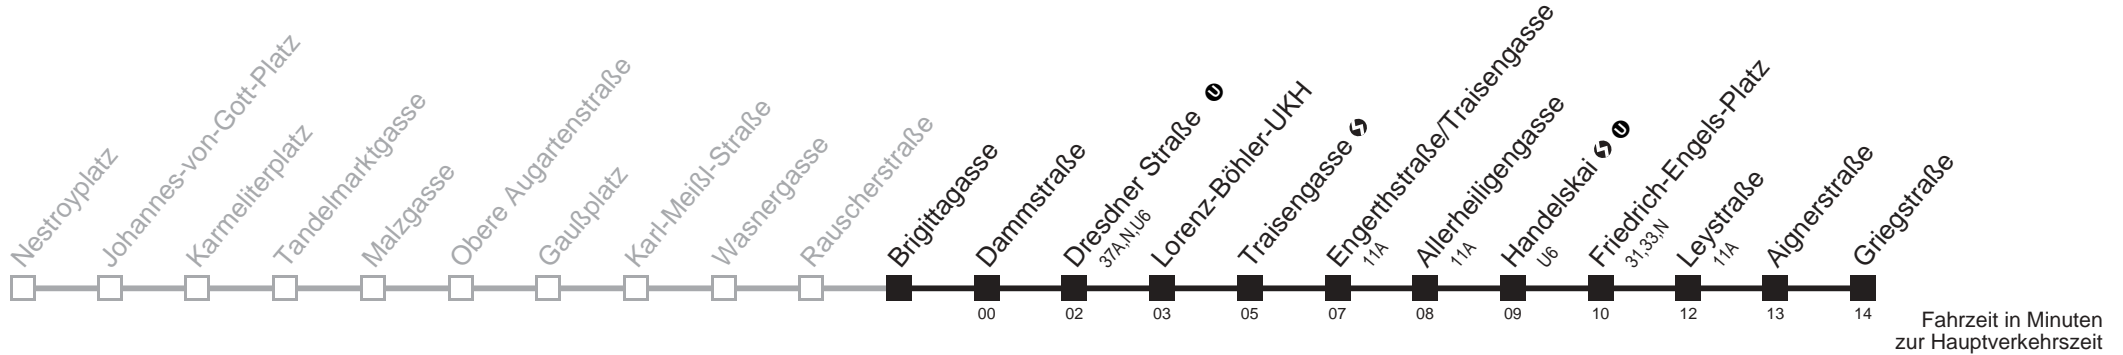 Nestroyplatz
Johannes-von-Gott-Platz
Karmeliterplatz
Tandelmarktgasse
Malzgasse
Obere Augartenstraße
Gaußplatz
Karl-Meißl-Straße
Wasnergasse
Rauscherstraße
Brigittagasse
Dammstraße
00
Dresdner Straße U
37A,N,U6
02
Lorenz-Böhler-UKH
03
Traisengasse S
05
Engerthstraße/Traisengasse
11A
07
Allerheiligengasse
11A
08
Handelskai S U
U6
09
Friedrich-Engels-Platz
31,33,N
10
Leystraße
11A
12
Aignerstraße
13
Griegstraße
14
Fahrzeit in Minuten
zur Hauptverkehrszeit